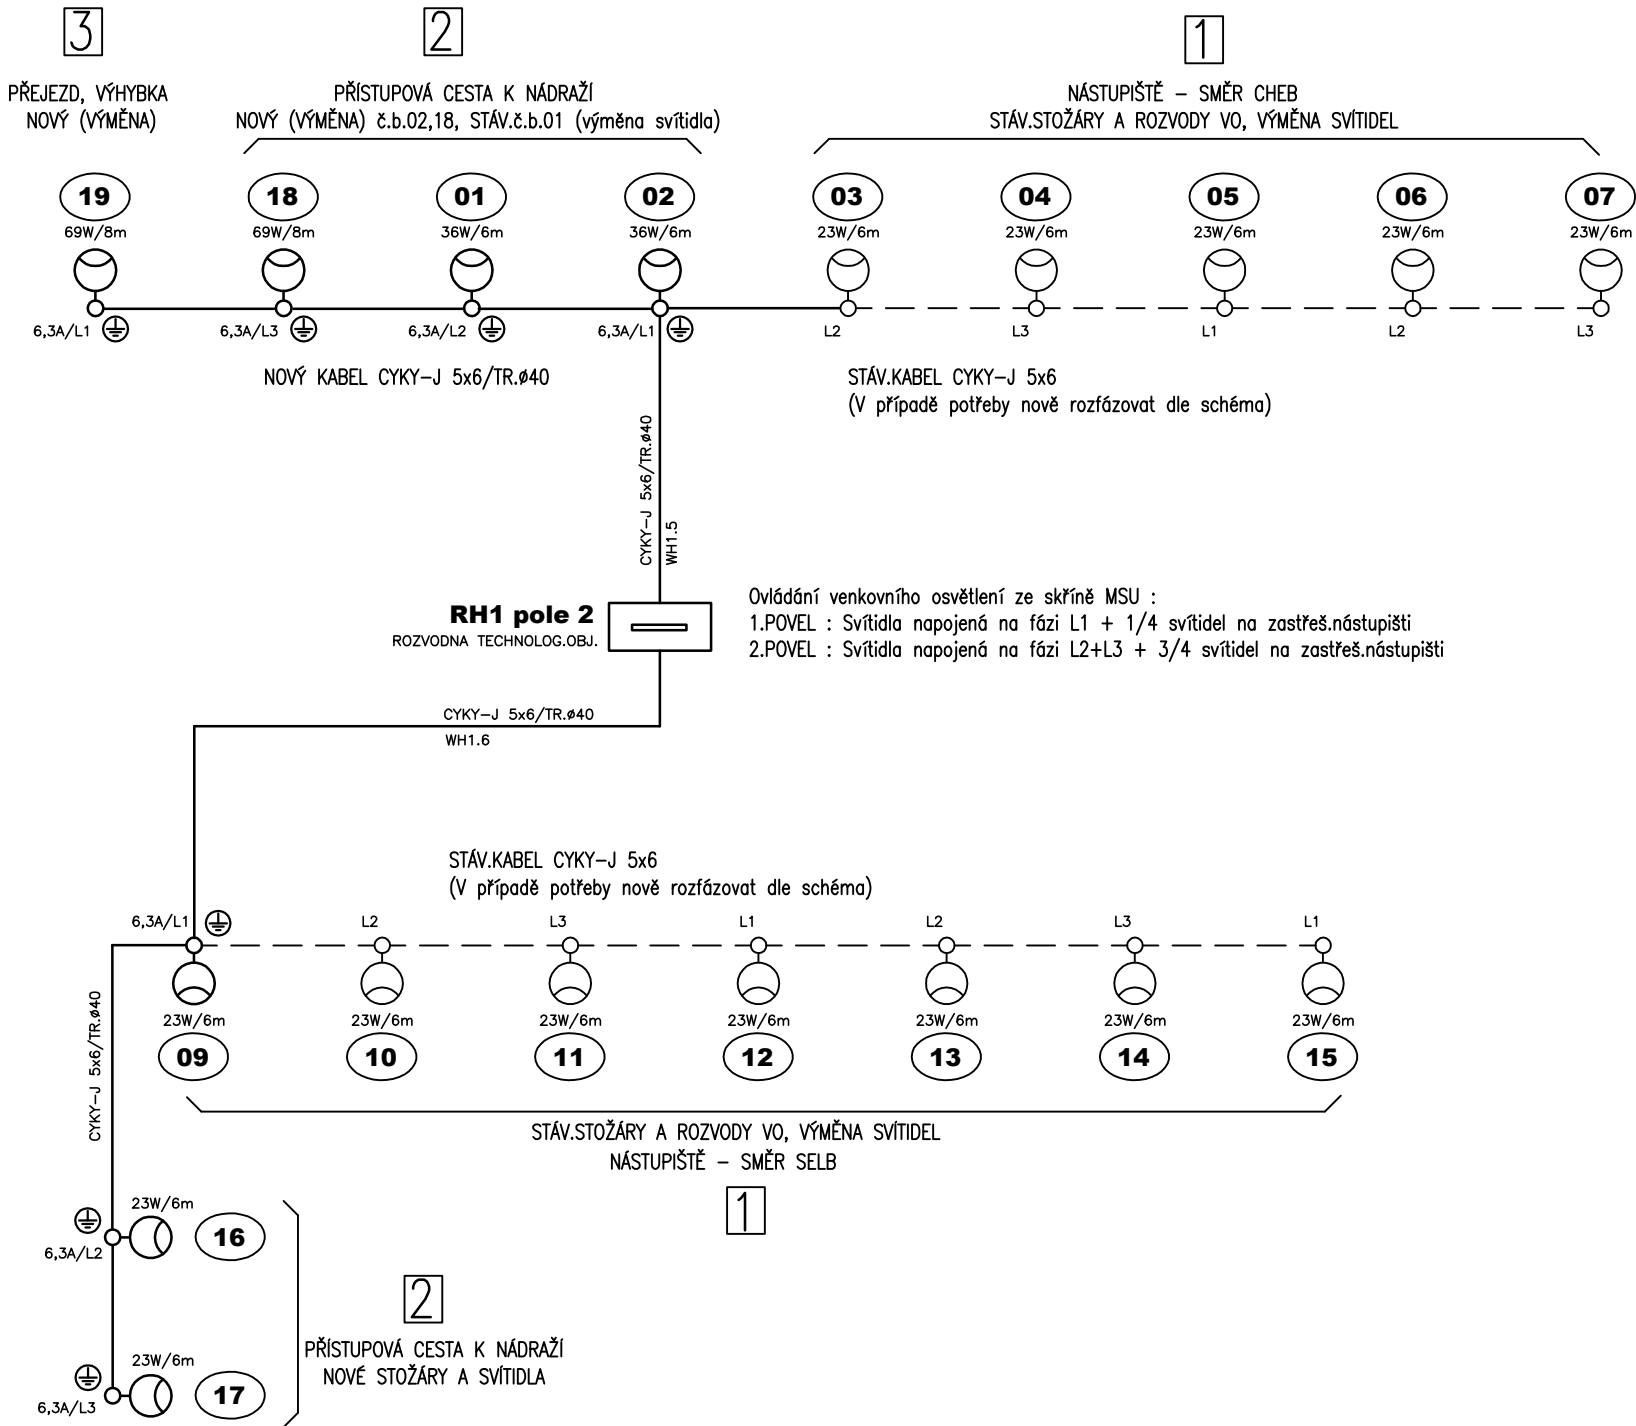 3
2
1
PŘEJEZD, VÝHYBKA
NOVÝ (VÝMĚNA)
PŘÍSTUPOVÁ CESTA K NÁDRAŽÍ
NOVÝ (VÝMĚNA) č.b.02,18, STÁV.č.b.01 (výměna svítidla)
NÁSTUPIŠTĚ – SMĚR CHEB
STÁV.STOŽÁRY A ROZVODY VO, VÝMĚNA SVÍTIDEL
19
18
01
02
03
04
05
06
07
69W/8m
69W/8m
36W/6m
36W/6m
23W/6m
23W/6m
23W/6m
23W/6m
23W/6m
6,3A/L1
6,3A/L3
6,3A/L2
6,3A/L1
L2
L3
L1
L2
L3
NOVÝ KABEL CYKY–J 5x6/TR.ø40
STÁV.KABEL CYKY–J 5x6
(V případě potřeby nově rozfázovat dle schéma)
CYKY–J 5x6/TR.ø40
WH1.5
RH1 pole 2
ROZVODNA TECHNOLOG.OBJ.
Ovládání venkovního osvětlení ze skříně MSU :
1.POVEL : Svítidla napojená na fázi L1 + 1/4 svítidel na zastřeš.nástupišti
2.POVEL : Svítidla napojená na fázi L2+L3 + 3/4 svítidel na zastřeš.nástupišti
CYKY–J 5x6/TR.ø40
WH1.6
STÁV.KABEL CYKY–J 5x6
(V případě potřeby nově rozfázovat dle schéma)
6,3A/L1
L2
L3
L1
L2
L3
L1
23W/6m
23W/6m
23W/6m
23W/6m
23W/6m
23W/6m
23W/6m
09
10
11
12
13
14
15
CYKY–J 5x6/TR.ø40
STÁV.STOŽÁRY A ROZVODY VO, VÝMĚNA SVÍTIDEL
NÁSTUPIŠTĚ – SMĚR SELB
1
23W/6m
16
6,3A/L2
2
PŘÍSTUPOVÁ CESTA K NÁDRAŽÍ
NOVÉ STOŽÁRY A SVÍTIDLA
23W/6m
17
6,3A/L3